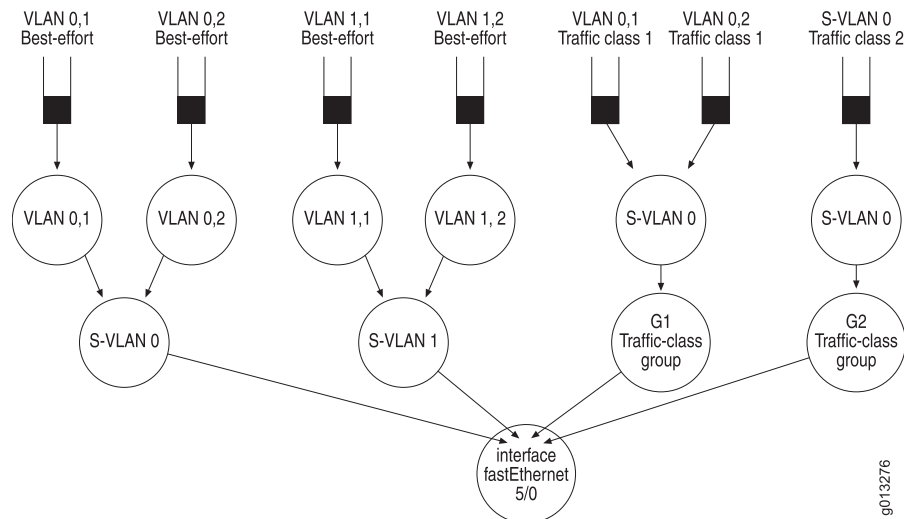 VLAN 0,1
Best-effort
VLAN 0,2
Best-effort
VLAN 1,1
Best-effort
VLAN 1,2
Best-effort
VLAN 0,1
Traffic class 1
VLAN 0,2
Traffic class 1
S-VLAN 0
Traffic class 2
VLAN 0,1
VLAN 0,2
VLAN 1,1
VLAN 1, 2
S-VLAN 0
S-VLAN 0
S-VLAN 0
S-VLAN 1
G1
Traffic-class
group
G2
Traffic-class
group
interface
fastEthernet
5/0
g013276